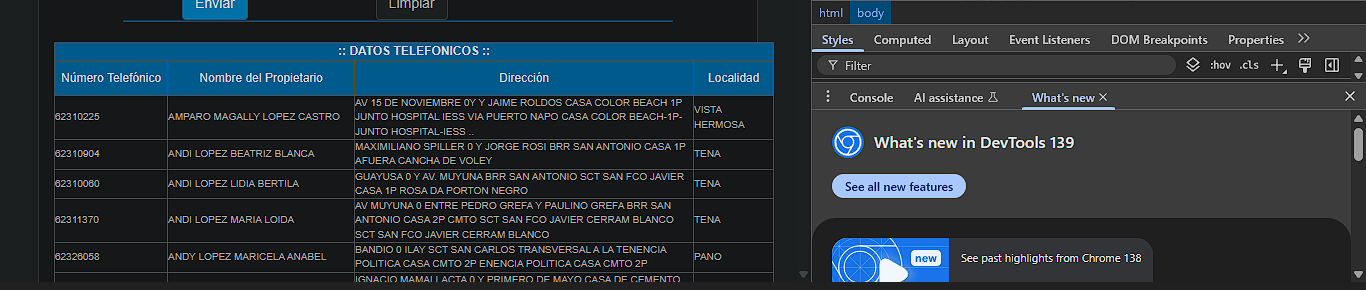 Enviar
Limpiar
:: DATOS TELEFONICOS ::
Número Telefónico Nombre del Propietario Dirección Localidad
62310225 AMPARO MAGALLY LOPEZ CASTRO
AV 15 DE NOVIEMBRE 0Y Y JAIME ROLDOS CASA COLOR BEACH 1P
JUNTO HOSPITAL IESS VIA PUERTO NAPO CASA COLOR BEACH-1P-
JUNTO HOSPITAL-IESS ..
VISTA
HERMOSA
62310904 ANDI LOPEZ BEATRIZ BLANCA
MAXIMILIANO SPILLER 0 Y JORGE ROSI BRR SAN ANTONIO CASA 1P
AFUERA CANCHA DE VOLEY
TENA
62310060 ANDI LOPEZ LIDIA BERTILA
GUAYUSA 0 Y AV. MUYUNA BRR SAN ANTONIO SCT SAN FCO JAVIER
CASA 1P ROSA DA PORTON NEGRO
TENA
62311370 ANDI LOPEZ MARIA LOIDA
AV MUYUNA 0 ENTRE PEDRO GREFA Y PAULINO GREFA BRR SAN
ANTONIO CASA 2P CMTO SCT SAN FCO JAVIER CERRAM BLANCO
SCT SAN FCO JAVIER CERRAM BLANCO
TENA
62326058 ANDY LOPEZ MARICELA ANABEL
BANDIO 0 ILAY SCT SAN CARLOS TRANSVERSAL A LA TENENCIA
POLITICA CASA CMTO 2P ENENCIA POLITICA CASA CMTO 2P
PANO
IGNACIO MAMALLACTA 0 Y PRIMERO DE MAYO CASA DE CEMENTO
html body
Styles Computed Layout Event Listeners DOM Breakpoints Properties
Filter :hov .cls
Console AI assistance What's new
What's new in DevTools 139
See all new features
new
See past highlights from Chrome 138